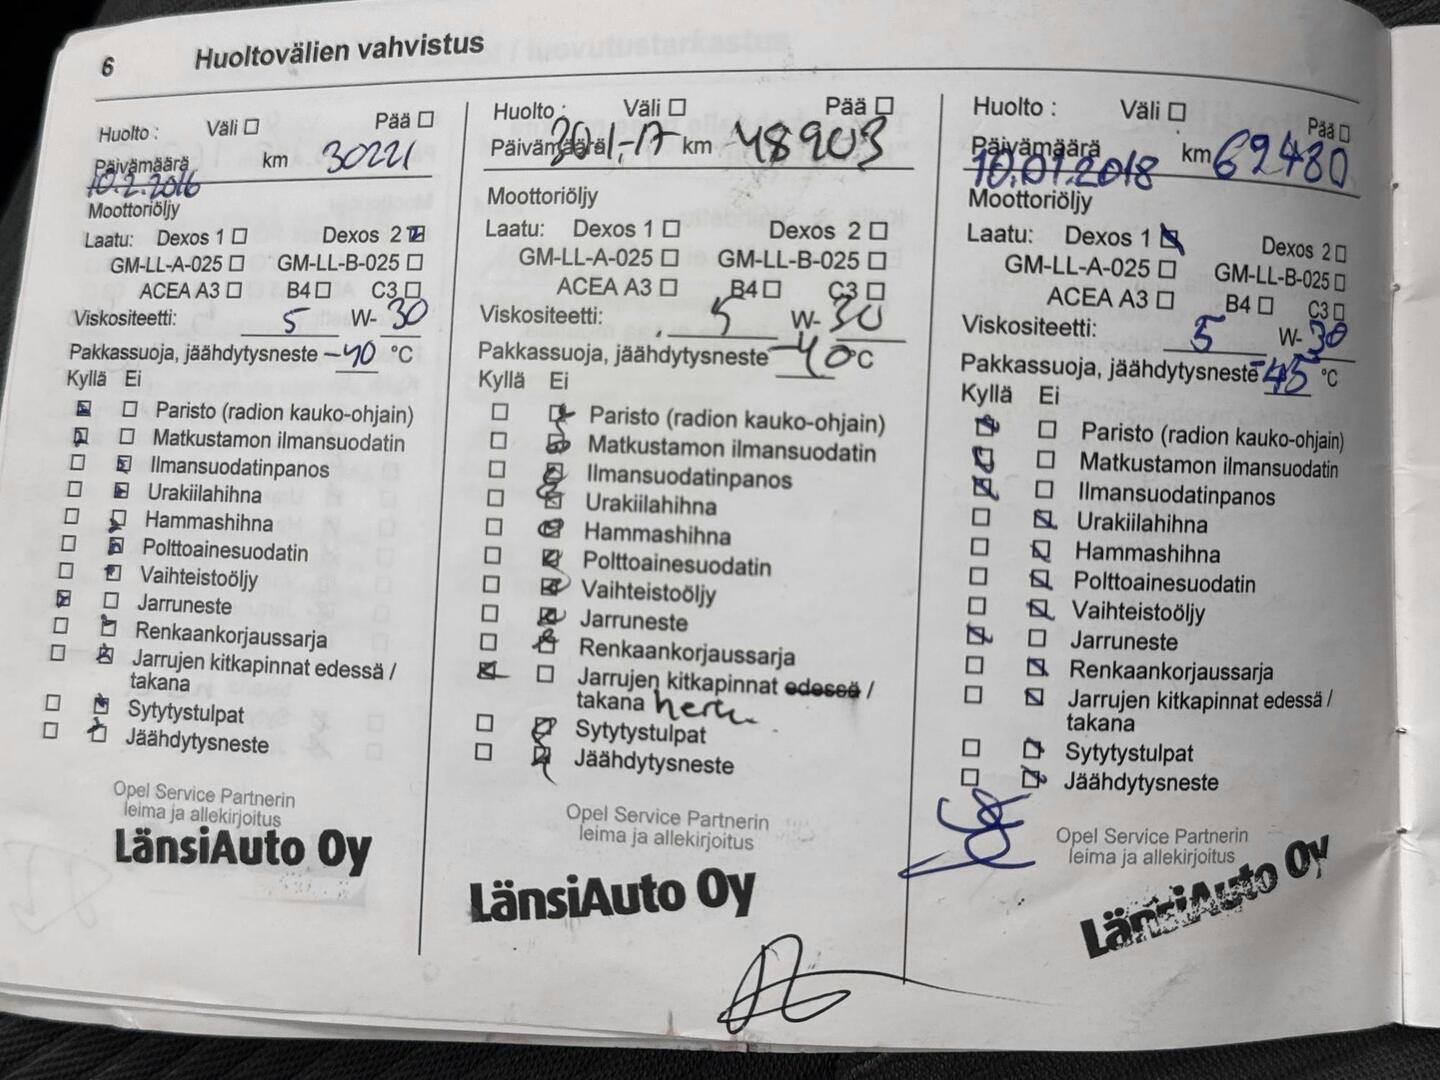 6 Huoltovälien vahvistus
Huolto : Väli Pää
Päivämäärä km 30221
10.2.2016
Moottoriöljy
Laatu: Dexos 1 Dexos 2
GM-LL-A-025 GM-LL-B-025
ACEA A3 B4 C3
Viskositeetti: 5 W- 30
Pakkassuoja, jäähdytysneste -40 °C
Kyllä Ei
Paristo (radion kauko-ohjain)
Matkustamon ilmansuodatin
Ilmansuodatinpanos
Urakiilahihna
Hammashihna
Polttoainesuodatin
Vaihteistoöljy
Jarruneste
Renkaankorjaussarja
Jarrujen kitkapinnat edessä /
takana
Sytytystulpat
Jäähdytysneste
Opel Service Partnerin
leima ja allekirjoitus
LänsiAuto Oy
Huolto : Väli Pää
Päivämäärä 30.1.-17 km 48903
Moottoriöljy
Laatu: Dexos 1 Dexos 2
GM-LL-A-025 GM-LL-B-025
ACEA A3 B4 C3
Viskositeetti: 5 W- 30
Pakkassuoja, jäähdytysneste -40 °C
Kyllä Ei
Paristo (radion kauko-ohjain)
Matkustamon ilmansuodatin
Ilmansuodatinpanos
Urakiilahihna
Hammashihna
Polttoainesuodatin
Vaihteistoöljy
Jarruneste
Renkaankorjaussarja
Jarrujen kitkapinnat edessä /
takana
Sytytystulpat
Jäähdytysneste
Opel Service Partnerin
leima ja allekirjoitus
LänsiAuto Oy
Huolto : Väli Pää
Päivämäärä km 69480
10.01.2018
Moottoriöljy
Laatu: Dexos 1 Dexos 2
GM-LL-A-025 GM-LL-B-025
ACEA A3 B4 C3
Viskositeetti: 5 W- 30
Pakkassuoja, jäähdytysneste -45 °C
Kyllä Ei
Paristo (radion kauko-ohjain)
Matkustamon ilmansuodatin
Ilmansuodatinpanos
Urakiilahihna
Hammashihna
Polttoainesuodatin
Vaihteistoöljy
Jarruneste
Renkaankorjaussarja
Jarrujen kitkapinnat edessä /
takana
Sytytystulpat
Jäähdytysneste
Opel Service Partnerin
leima ja allekirjoitus
LänsiAuto Oy